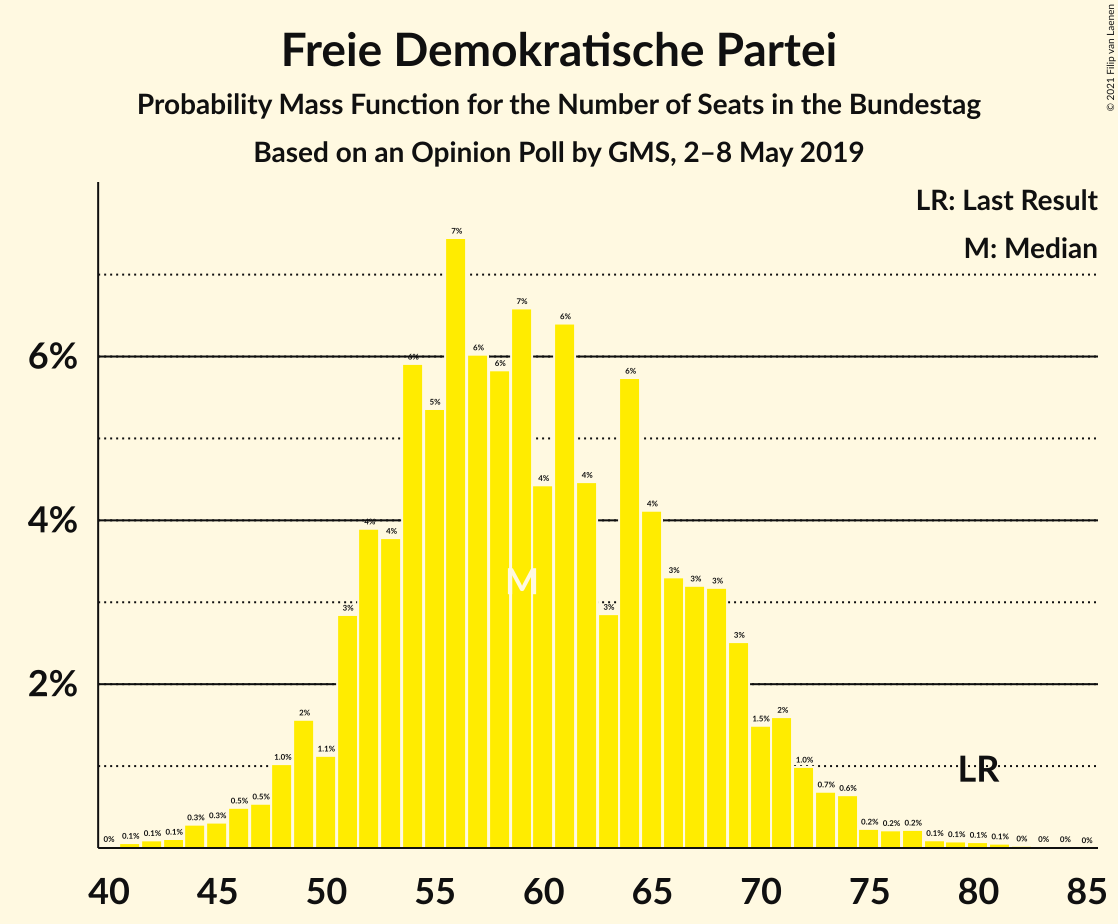 Freie Demokratische Partei
Probability Mass Function for the Number of Seats in the Bundestag
Based on an Opinion Poll by GMS, 2–8 May 2019
© 2021 Filip van Laenen
LR: Last Result
M: Median
6%
4%
2%
0% 0.1% 0.1% 0.1% 0.3% 0.3% 0.5% 0.5% 1.0% 2% 1.1% 3% 4% 4% 6% 5% 7% 6% 6% 7% 4% 6% 4% 3% 6% 4% 3% 3% 3% 3% 1.5% 2% 1.0% 0.7% 0.6% 0.2% 0.2% 0.2% 0.1% 0.1% 0.1% 0.1% 0% 0% 0% 0%
M
LR
40 45 50 55 60 65 70 75 80 85